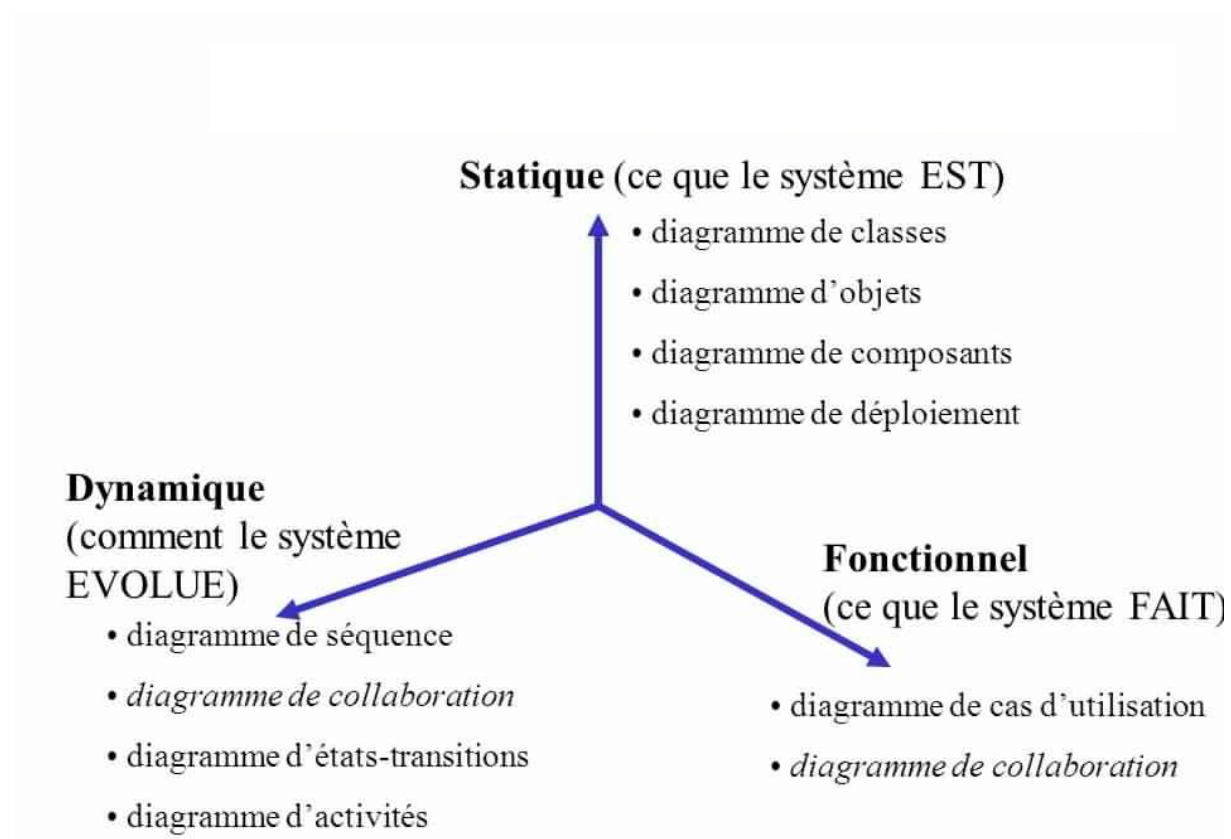 Statique (ce que le système EST)
• diagramme de classes
• diagramme d’objets
• diagramme de composants
• diagramme de déploiement
Dynamique
(comment le système
EVOLUE)
• diagramme de séquence
• diagramme de collaboration
• diagramme d’états-transitions
• diagramme d’activités
Fonctionnel
(ce que le système FAIT)
• diagramme de cas d’utilisation
• diagramme de collaboration